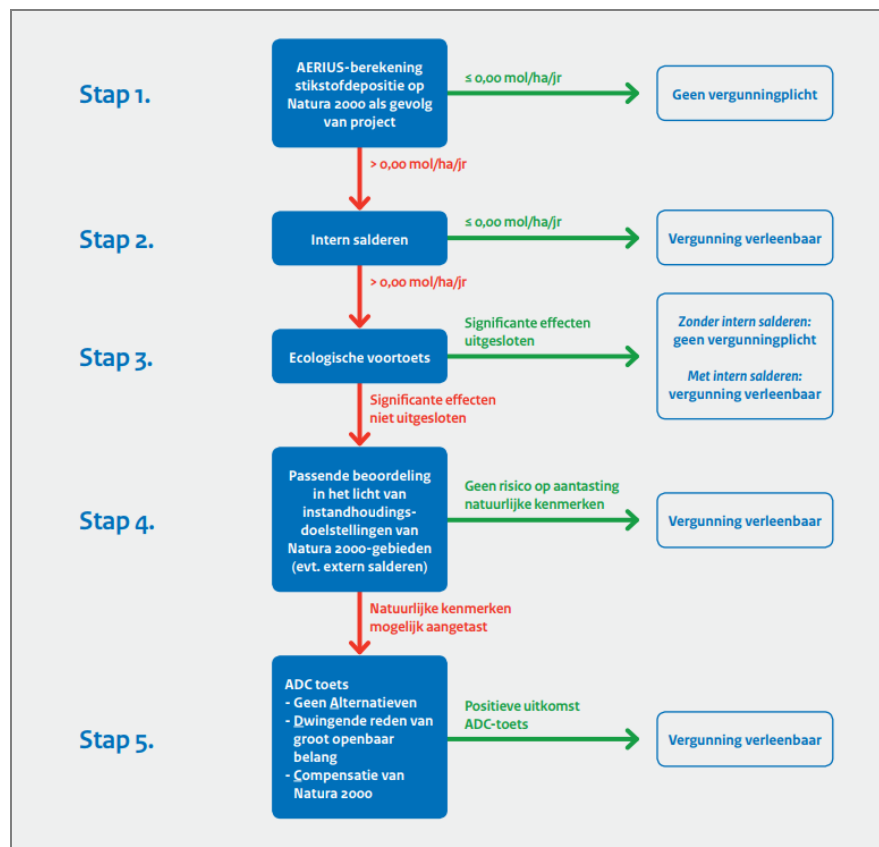 Stap 1.
AERIUS-berekening
stikstofdepositie op
Natura 2000 als gevolg
van project
≤ 0,00 mol/ha/jr
Geen vergunningplicht
> 0,00 mol/ha/jr
Stap 2.
Intern salderen
≤ 0,00 mol/ha/jr
Vergunning verleenbaar
> 0,00 mol/ha/jr
Stap 3.
Ecologische voortoets
Significante effecten
uitgesloten
Zonder intern salderen:
geen vergunningplicht
Met intern salderen:
vergunning verleenbaar
Significante effecten
niet uitgesloten
Stap 4.
Passende beoordeling
in het licht van
instandhoudings-
doelstellingen van
Natura 2000-gebieden
(evt. extern salderen)
Geen risico op aantasting
natuurlijke kenmerken
Vergunning verleenbaar
Natuurlijke kenmerken
mogelijk aangetast
Stap 5.
ADC toets
- Geen Alternatieven
- Dwingende reden van
groot openbaar
belang
- Compensatie van
Natura 2000
Positieve uitkomst
ADC-toets
Vergunning verleenbaar